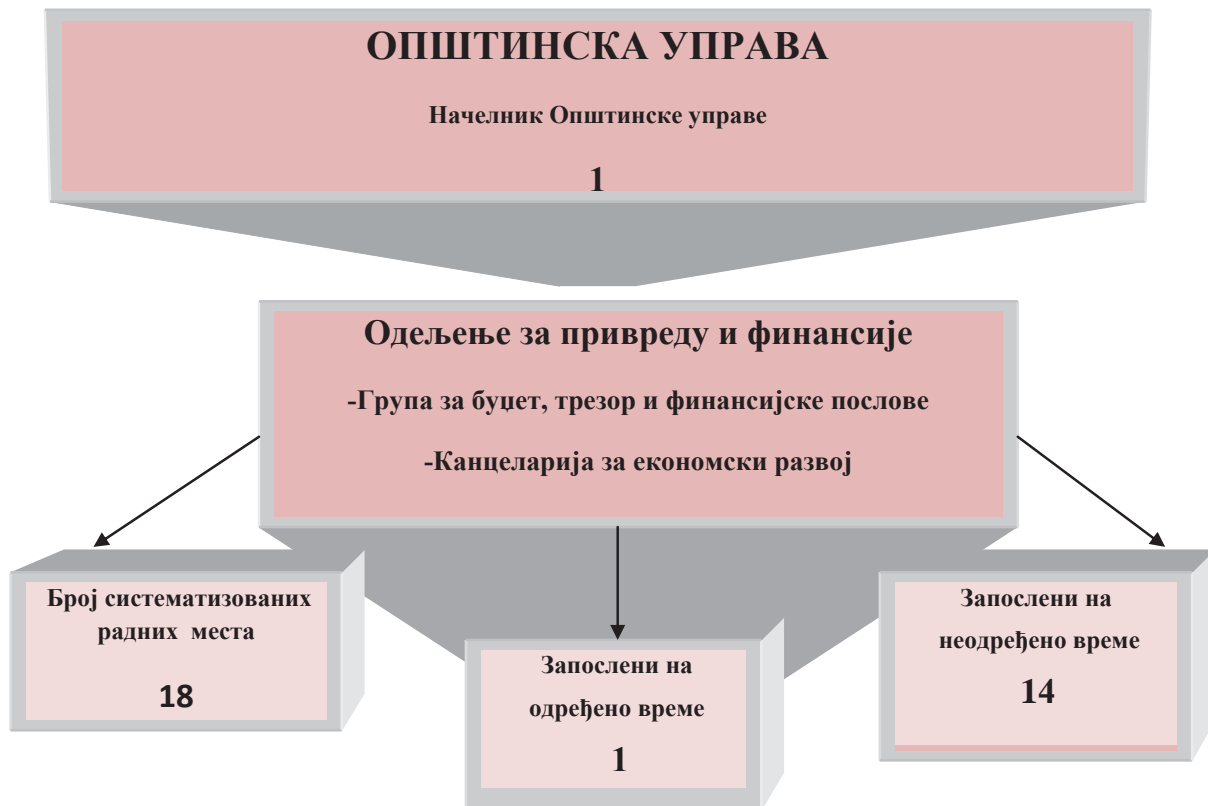 ОПШТИНСКА УПРАВА
Начелник Општинске управе
1
Одељење за привреду и финансије
-Група за буџет, трезор и финансијске послове
-Канцеларија за економски развој
Број систематизованих
радних места
18
Запослени на
одређено време
1
Запослени на
неодређено време
14